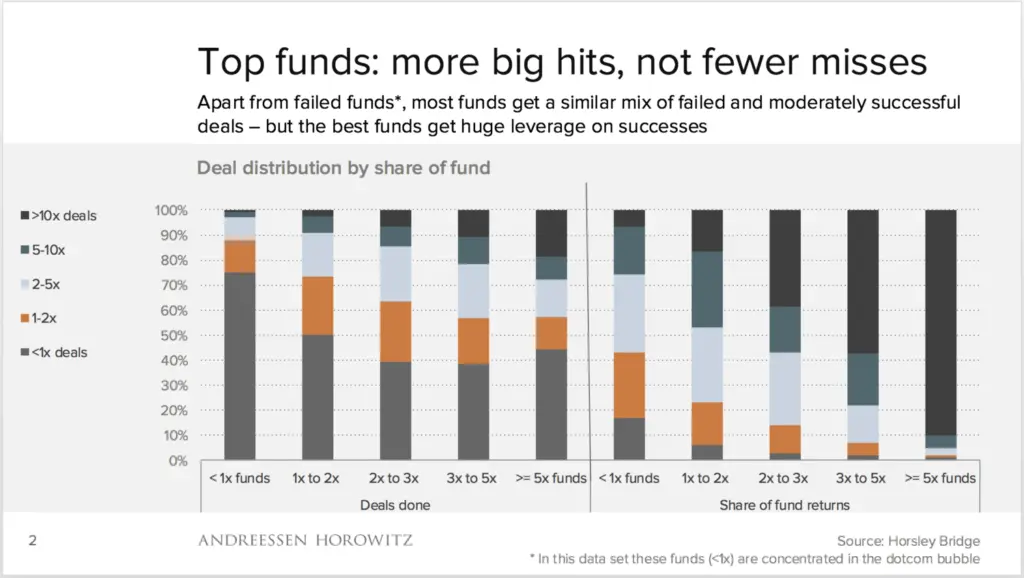 Top funds: more big hits, not fewer misses
Apart from failed funds*, most funds get a similar mix of failed and moderately successful
deals – but the best funds get huge leverage on successes
Deal distribution by share of fund
>10x deals
5-10x
2-5x
1-2x
<1x deals
100%
90%
80%
70%
60%
50%
40%
30%
20%
10%
0%
< 1x funds 1x to 2x 2x to 3x 3x to 5x >= 5x funds < 1x funds 1x to 2x 2x to 3x 3x to 5x >= 5x funds
Deals done Share of fund returns
2 ANDREESSEN HOROWITZ Source: Horsley Bridge
* In this data set these funds (<1x) are concentrated in the dotcom bubble